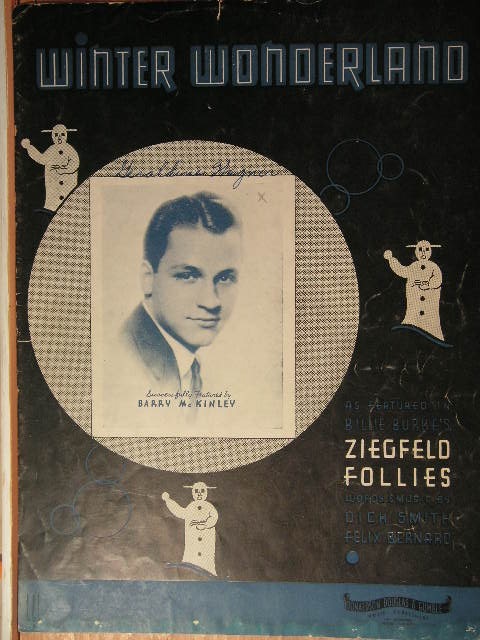 WINTER WONDERLAND
Successfully Featured by
BARRY McKINLEY
AS FEATURED IN
BILLIE BURKE'S
ZIEGFELD
FOLLIES
WORDS & MUSIC BY
DICK SMITH
FELIX BERNARD
DONALDSON, DOUGLAS & GUMBLE